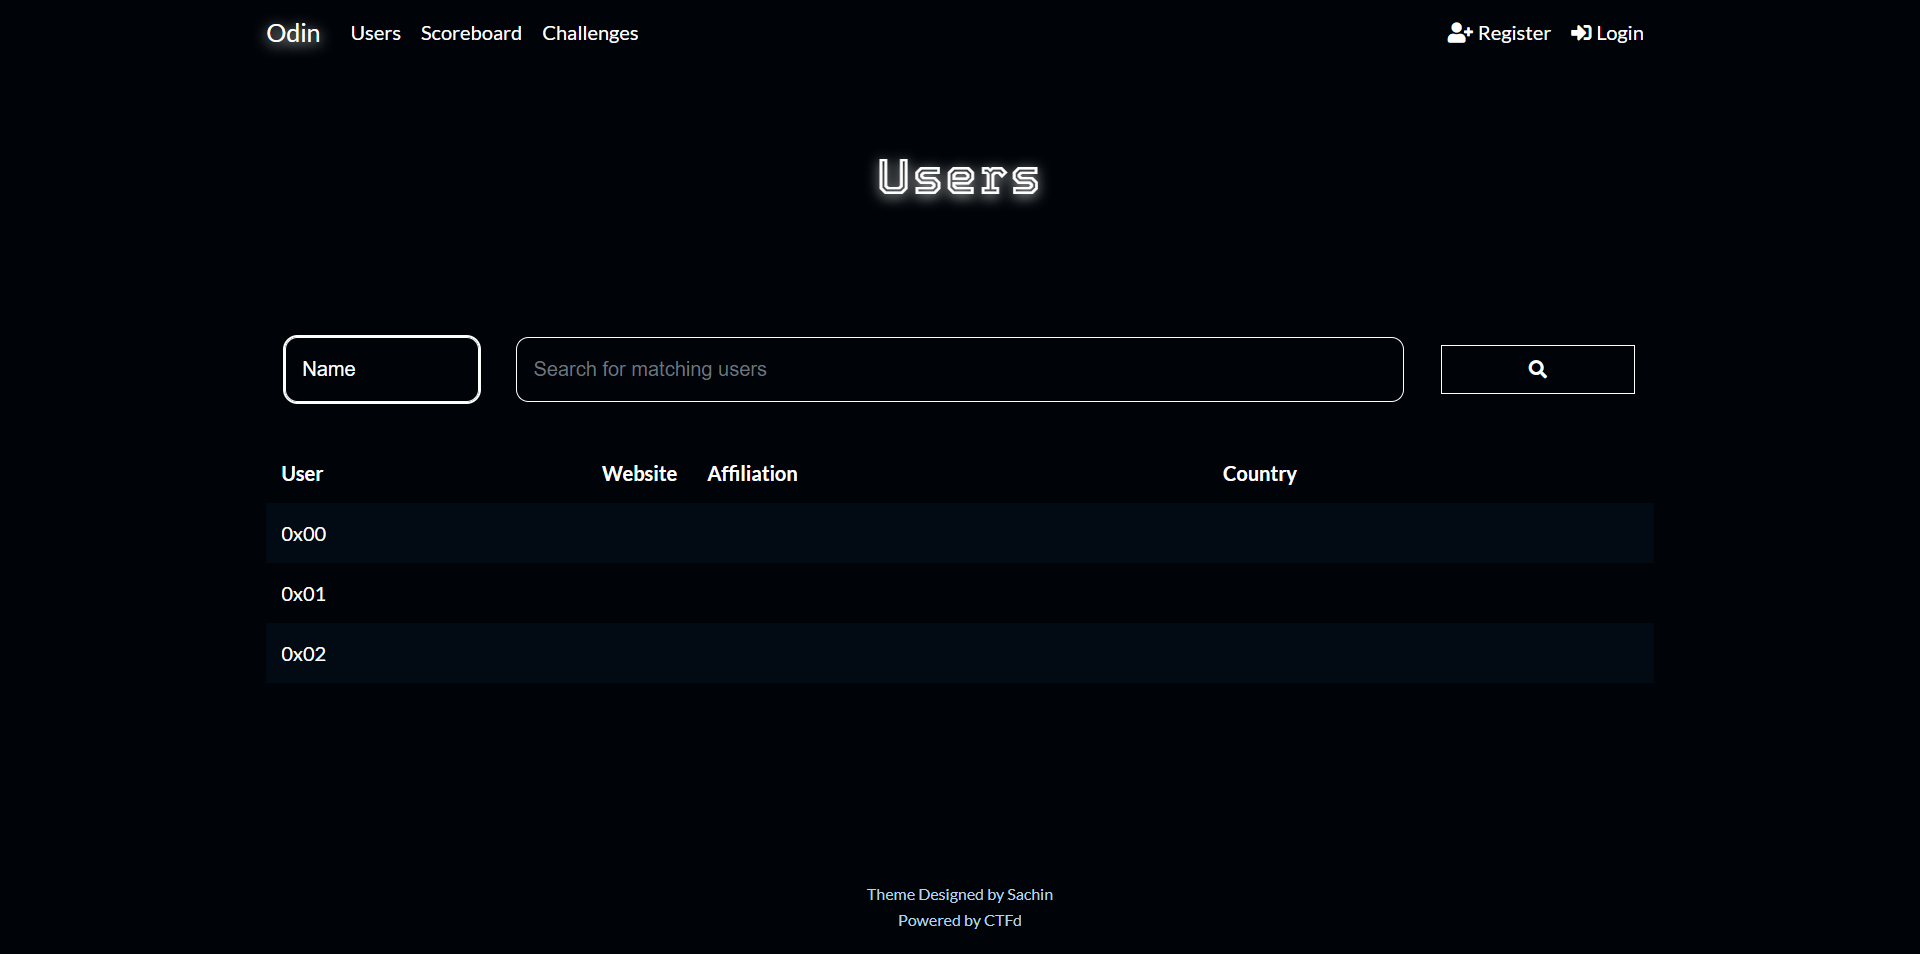 Odin Users Scoreboard Challenges Register Login
Users
Name Search for matching users
User Website Affiliation Country
0x00
0x01
0x02
Theme Designed by Sachin
Powered by CTFd